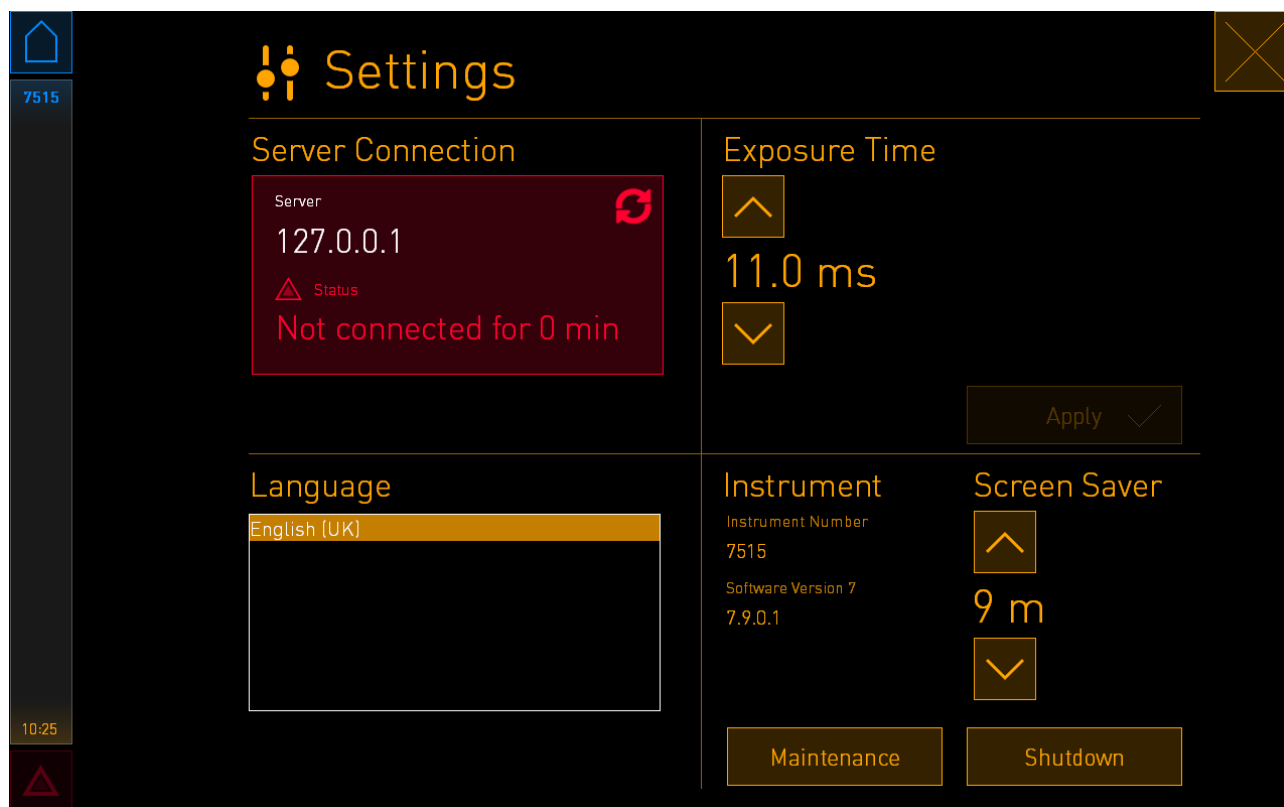 7515
Settings
Server Connection
Server
127.0.0.1
Status
Not connected for 0 min
Exposure Time
11.0 ms
Apply
Language
English (UK)
Instrument
Instrument Number
7515
Software Version 7
7.9.0.1
Screen Saver
9 m
Maintenance
Shutdown
10:25